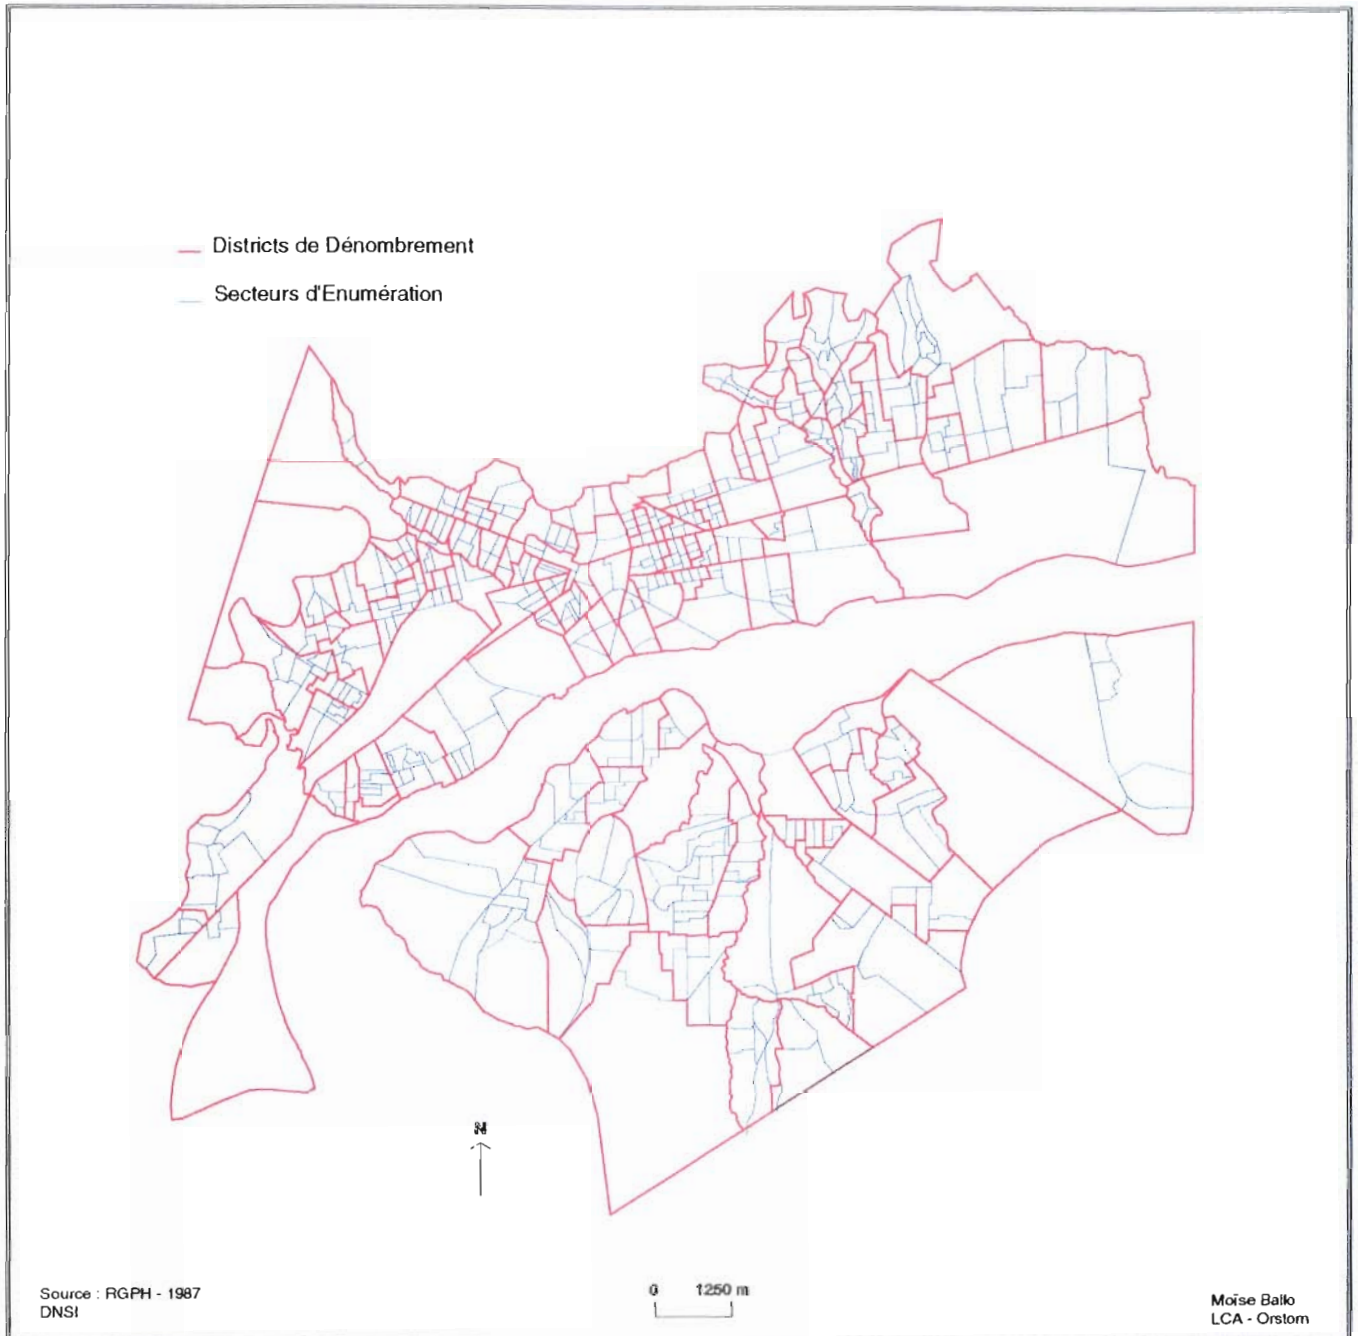 Districts de Dénombrement
Secteurs d'Enumération
N
0 1250 m
Source : RGPH - 1987
DNSI
Moïse Ballo
LCA - Orstom